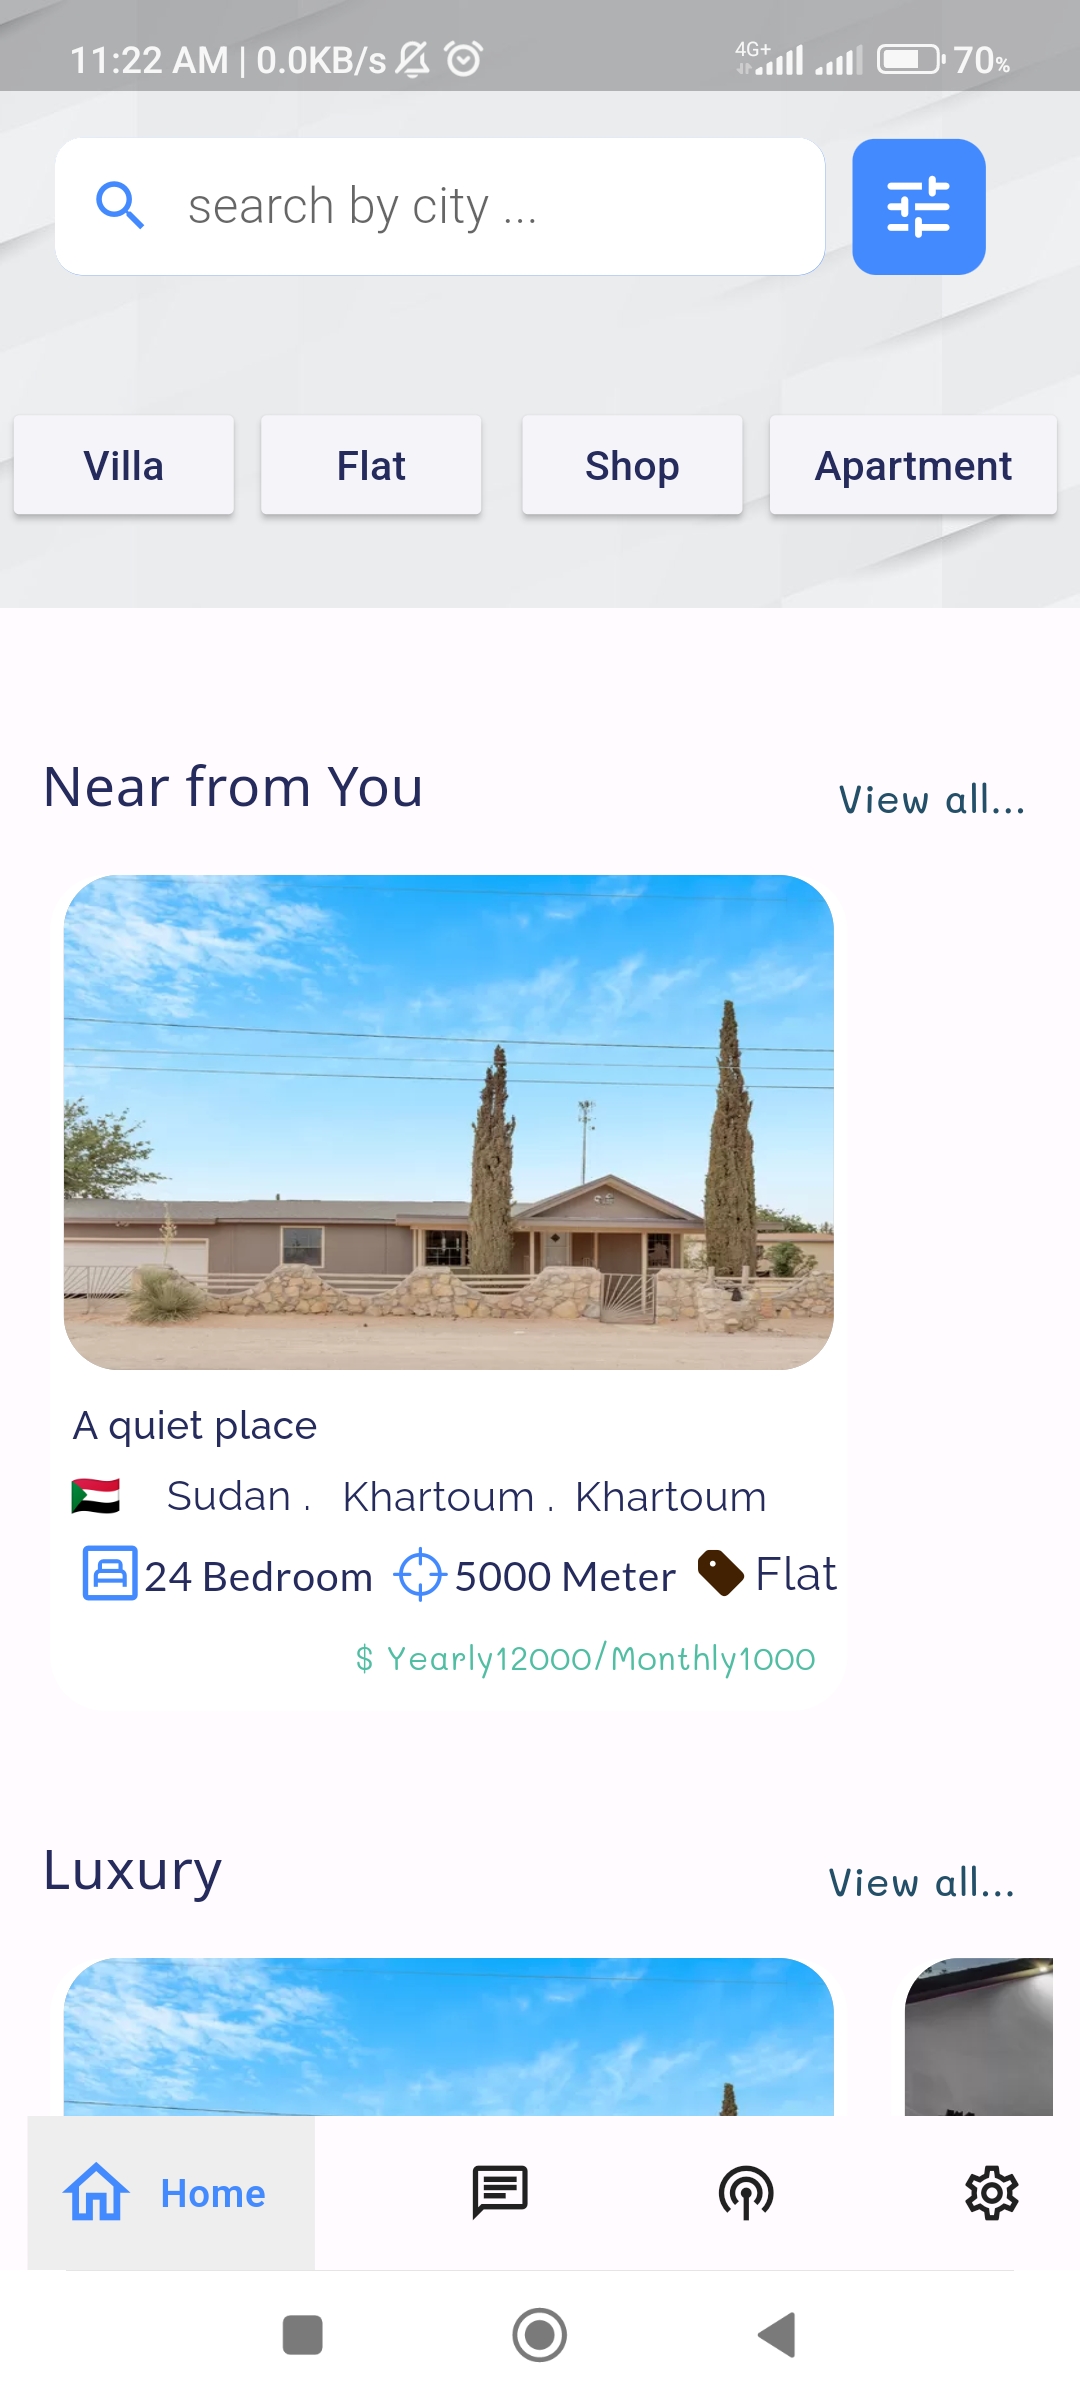 11:22 AM | 0.0KB/s 4G+ 70%
search by city ...
Villa Flat Shop Apartment
Near from You View all...
A quiet place
Sudan . Khartoum . Khartoum
24 Bedroom 5000 Meter Flat
$ Yearly12000/Monthly1000
Luxury View all...
Home